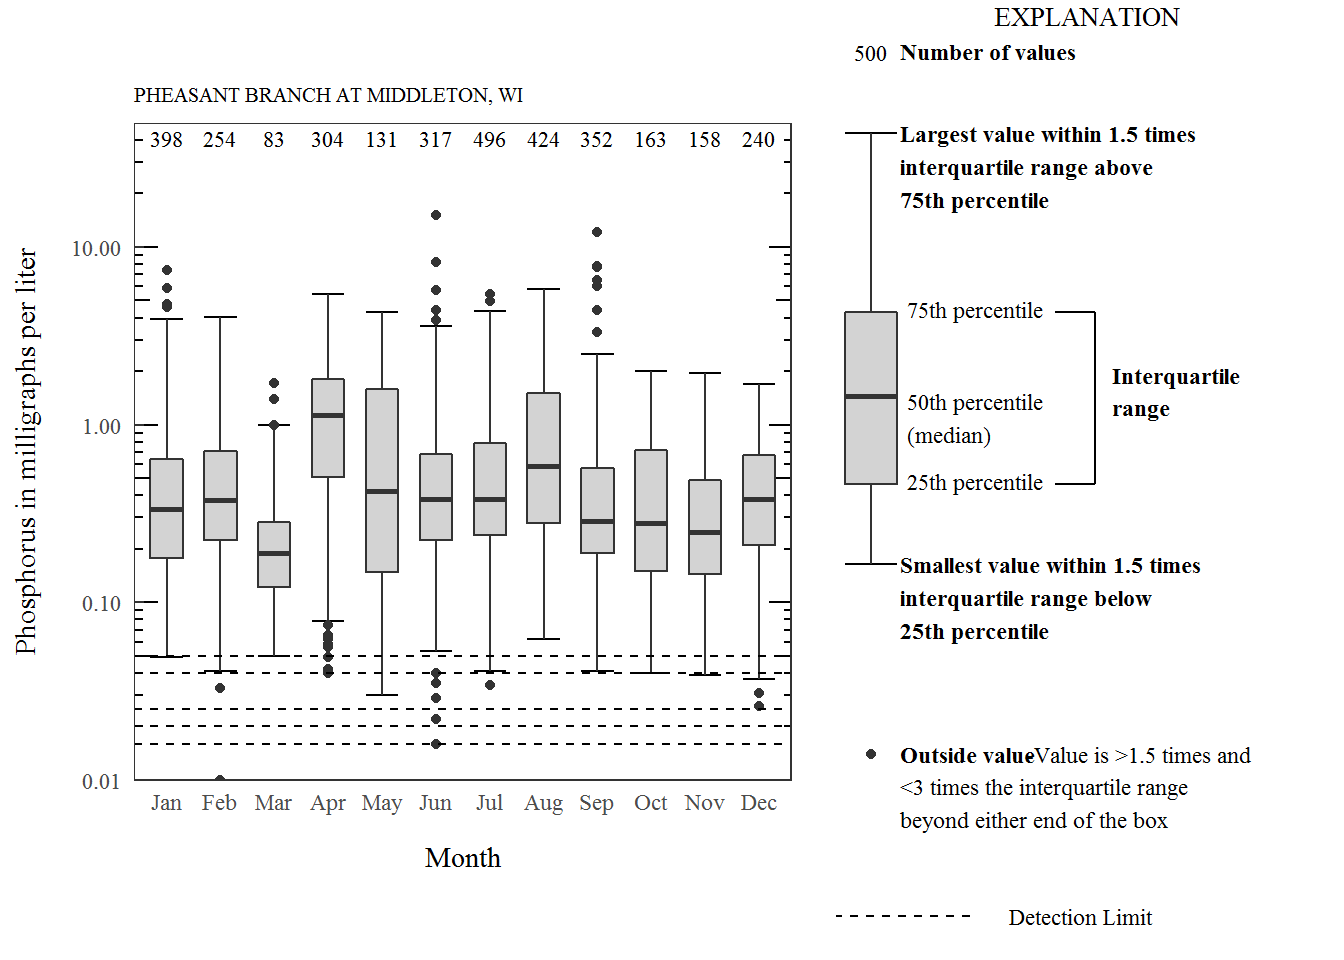 EXPLANATION
500 Number of values
PHEASANT BRANCH AT MIDDLETON, WI
398 254 83 304 131 317 496 424 352 163 158 240
Largest value within 1.5 times
interquartile range above
75th percentile
Phosphorus in milligraphs per liter
10.00
1.00
0.10
0.01
75th percentile
Interquartile
range
50th percentile
(median)
25th percentile
Smallest value within 1.5 times
interquartile range below
25th percentile
Outside value-Value is >1.5 times and
<3 times the interquartile range
beyond either end of the box
Jan Feb Mar Apr May Jun Jul Aug Sep Oct Nov Dec
Month
Detection Limit